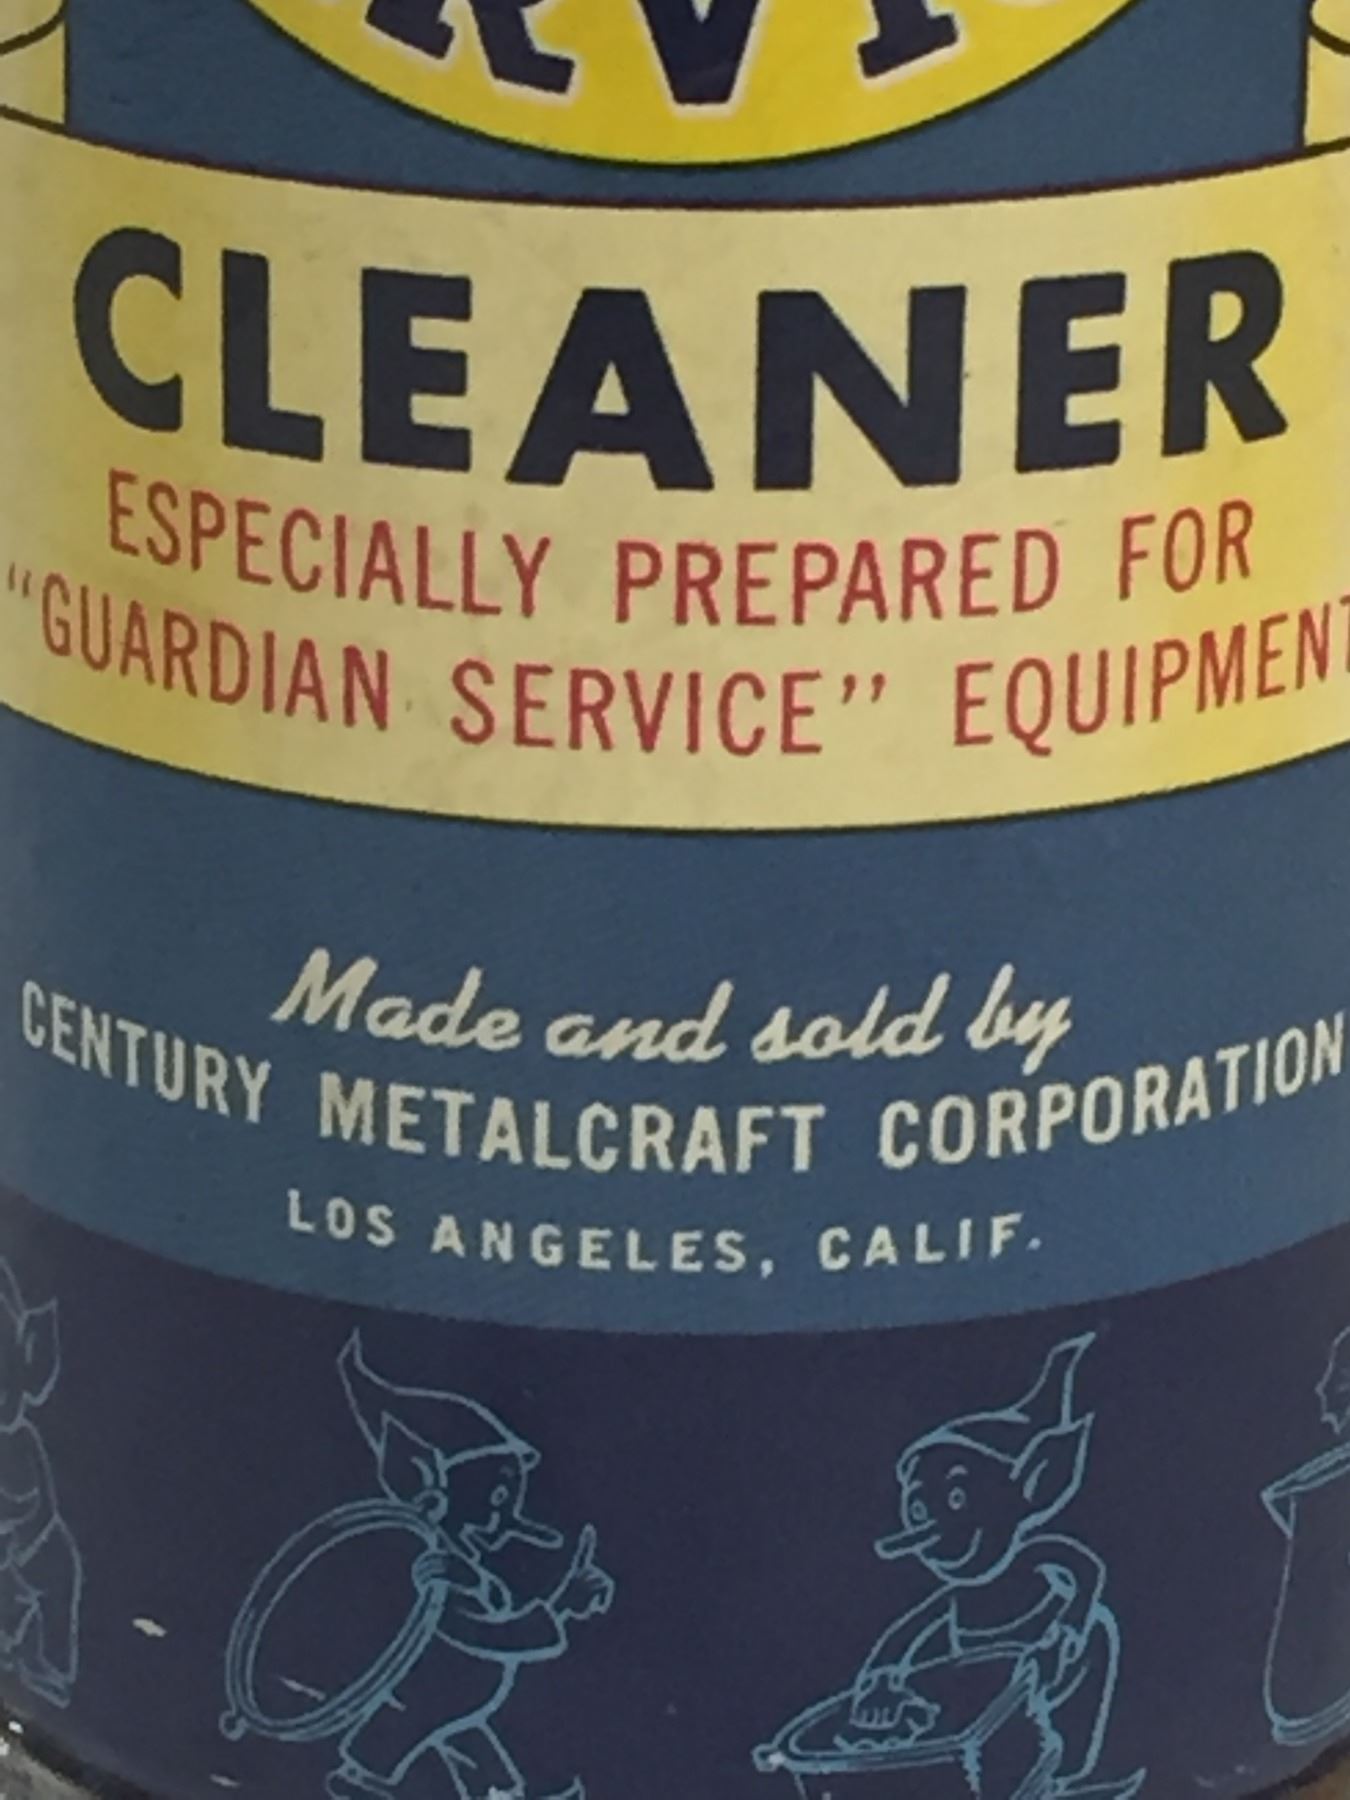 CLEANER
ESPECIALLY PREPARED FOR
"GUARDIAN SERVICE" EQUIPMENT
Made and sold by
CENTURY METALCRAFT CORPORATION
LOS ANGELES, CALIF.